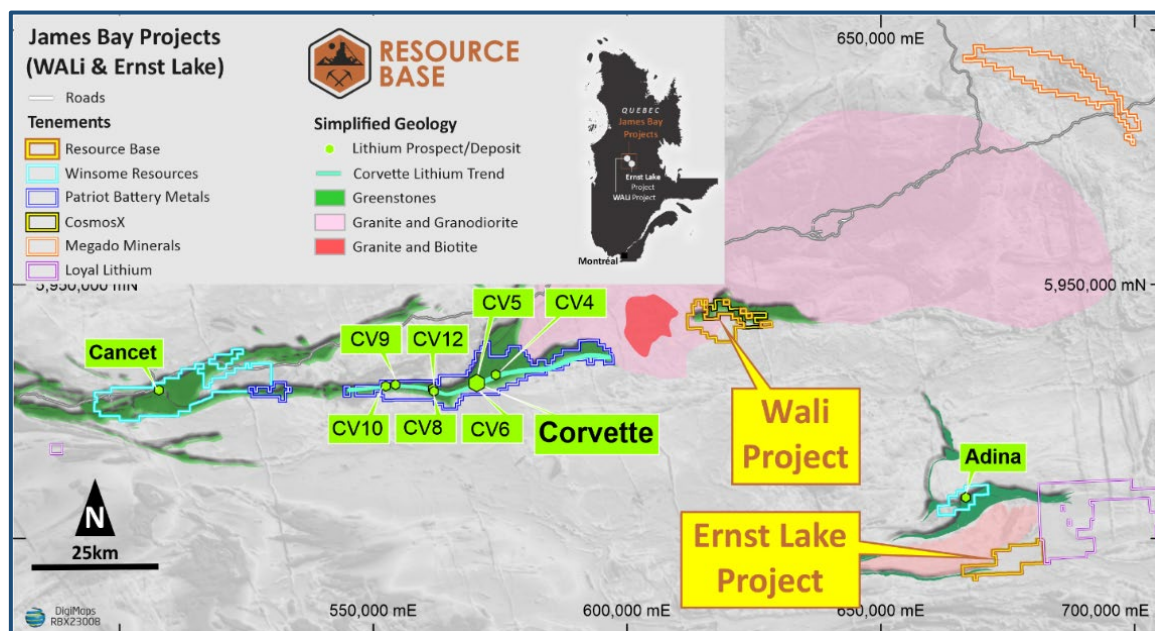 James Bay Projects
(WALi & Ernst Lake)
Roads
Tenements
Resource Base
Winsome Resources
Patriot Battery Metals
CosmosX
Megado Minerals
Loyal Lithium
RESOURCE
BASE
Simplified Geology
Lithium Prospect/Deposit
Corvette Lithium Trend
Greenstones
Granite and Granodiorite
Granite and Biotite
QUEBEC
James Bay
Projects
Ernst Lake
Project
WALi Project
Montréal
650,000 mE
5,950,000 mN
5,950,000 mN
CV5
CV4
CV9
CV12
Cancet
CV10
CV8
CV6
Corvette
Wali
Project
Adina
Ernst Lake
Project
N
25km
550,000 mE
600,000 mE
650,000 mE
700,000 mE
DigiMaps
RBX23008